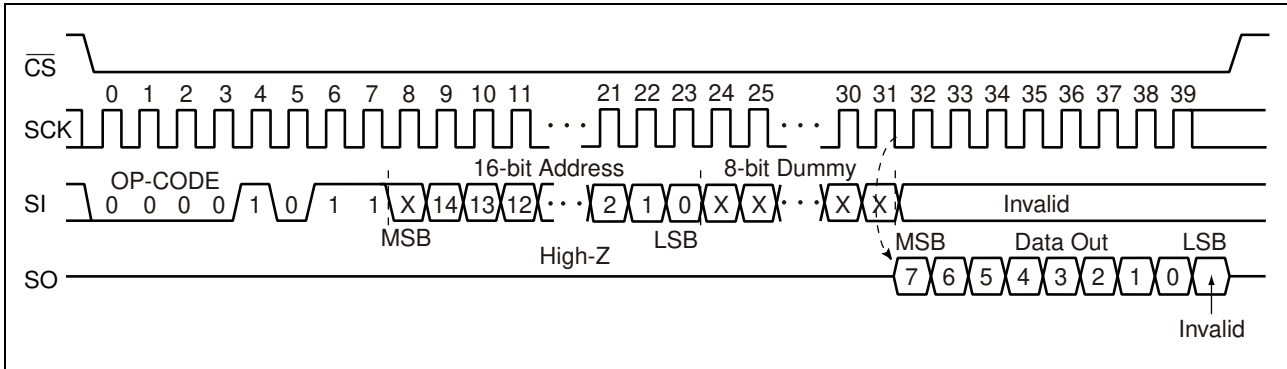 CS
0 1 2 3 4 5 6 7 8 9 10 11 21 22 23 24 25 30 31 32 33 34 35 36 37 38 39
SCK
16-bit Address 8-bit Dummy
OP-CODE
SI 0 0 0 0 1 0 1 1 X 14 13 12 2 1 0 X X X X Invalid
MSB LSB MSB Data Out LSB
High-Z
SO 7 6 5 4 3 2 1 0
Invalid